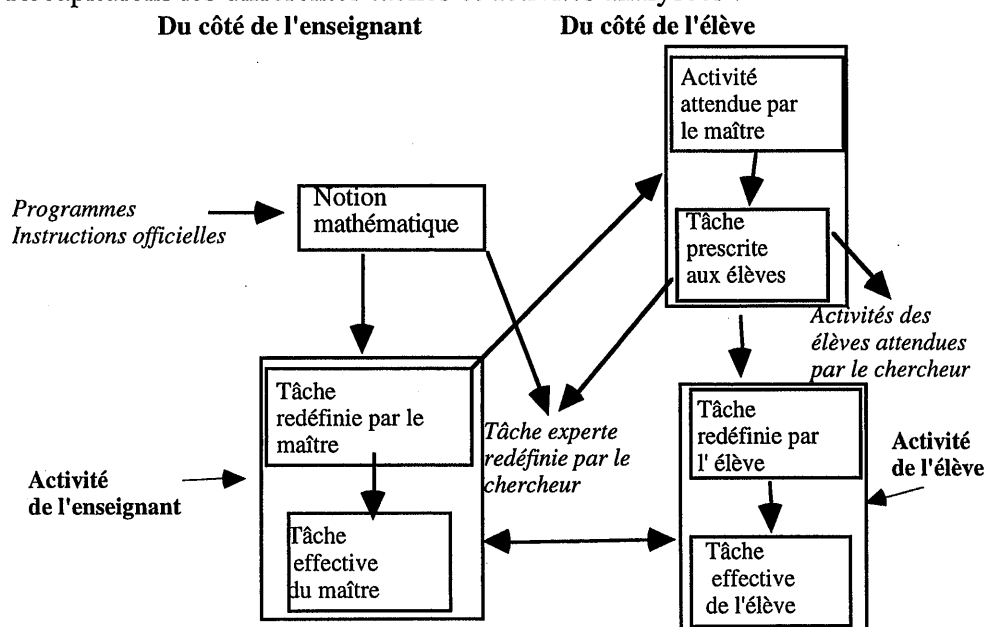 Du côté de l'enseignant
Du côté de l'élève
Activité
attendue par
le maître
Programmes
Instructions officielles
Notion
mathématique
Tâche
prescrite
aux élèves
Activités des
élèves attendues
par le chercheur
Tâche
redéfinie par le
maître
Tâche experte
redéfinie par le
chercheur
Tâche
redéfinie par
l' élève
Activité
de l'élève
Activité
de l'enseignant
Tâche
effective
du maître
Tâche
effective
de l'élève